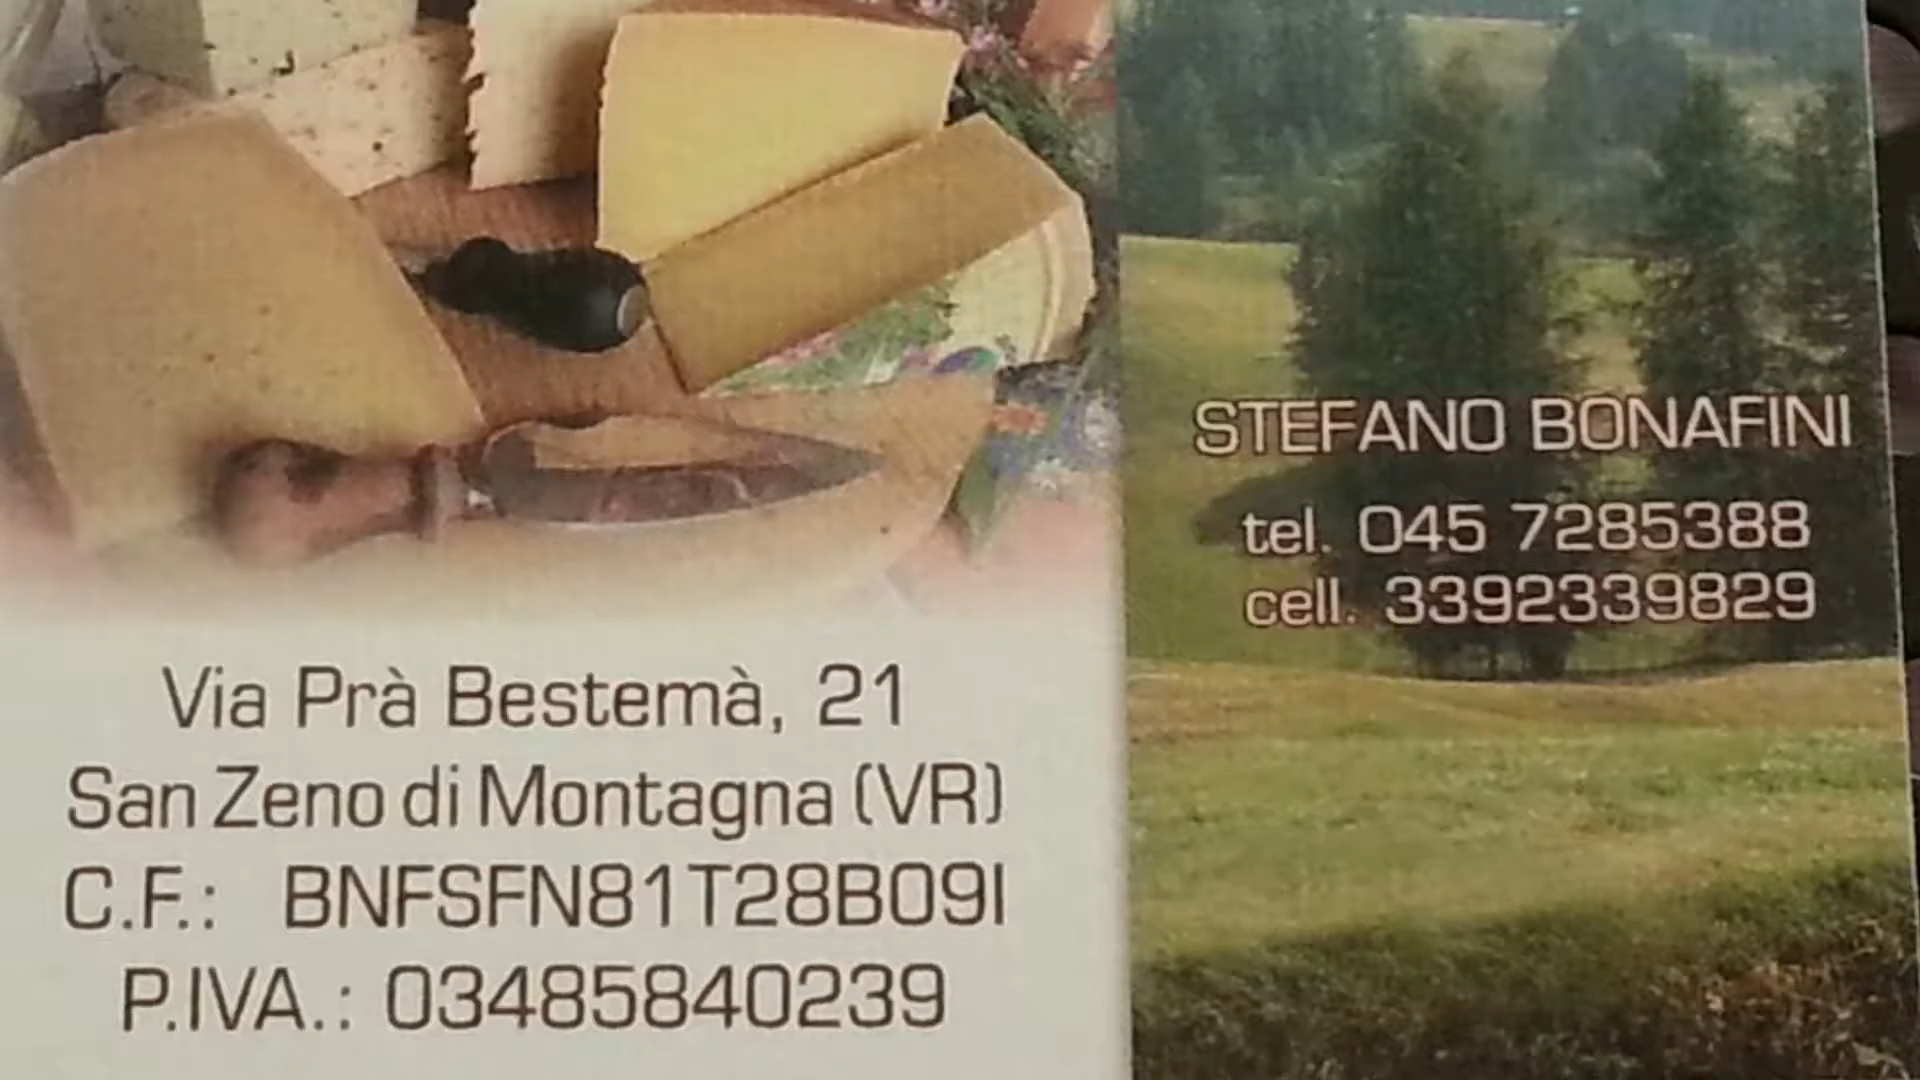 Via Prà Bestemà, 21
San Zeno di Montagna (VR)
C.F.: BNFSFN81T28B09I
P.IVA.: 03485840239
STEFANO BONAFINI
tel. 045 7285388
cell. 3392339829